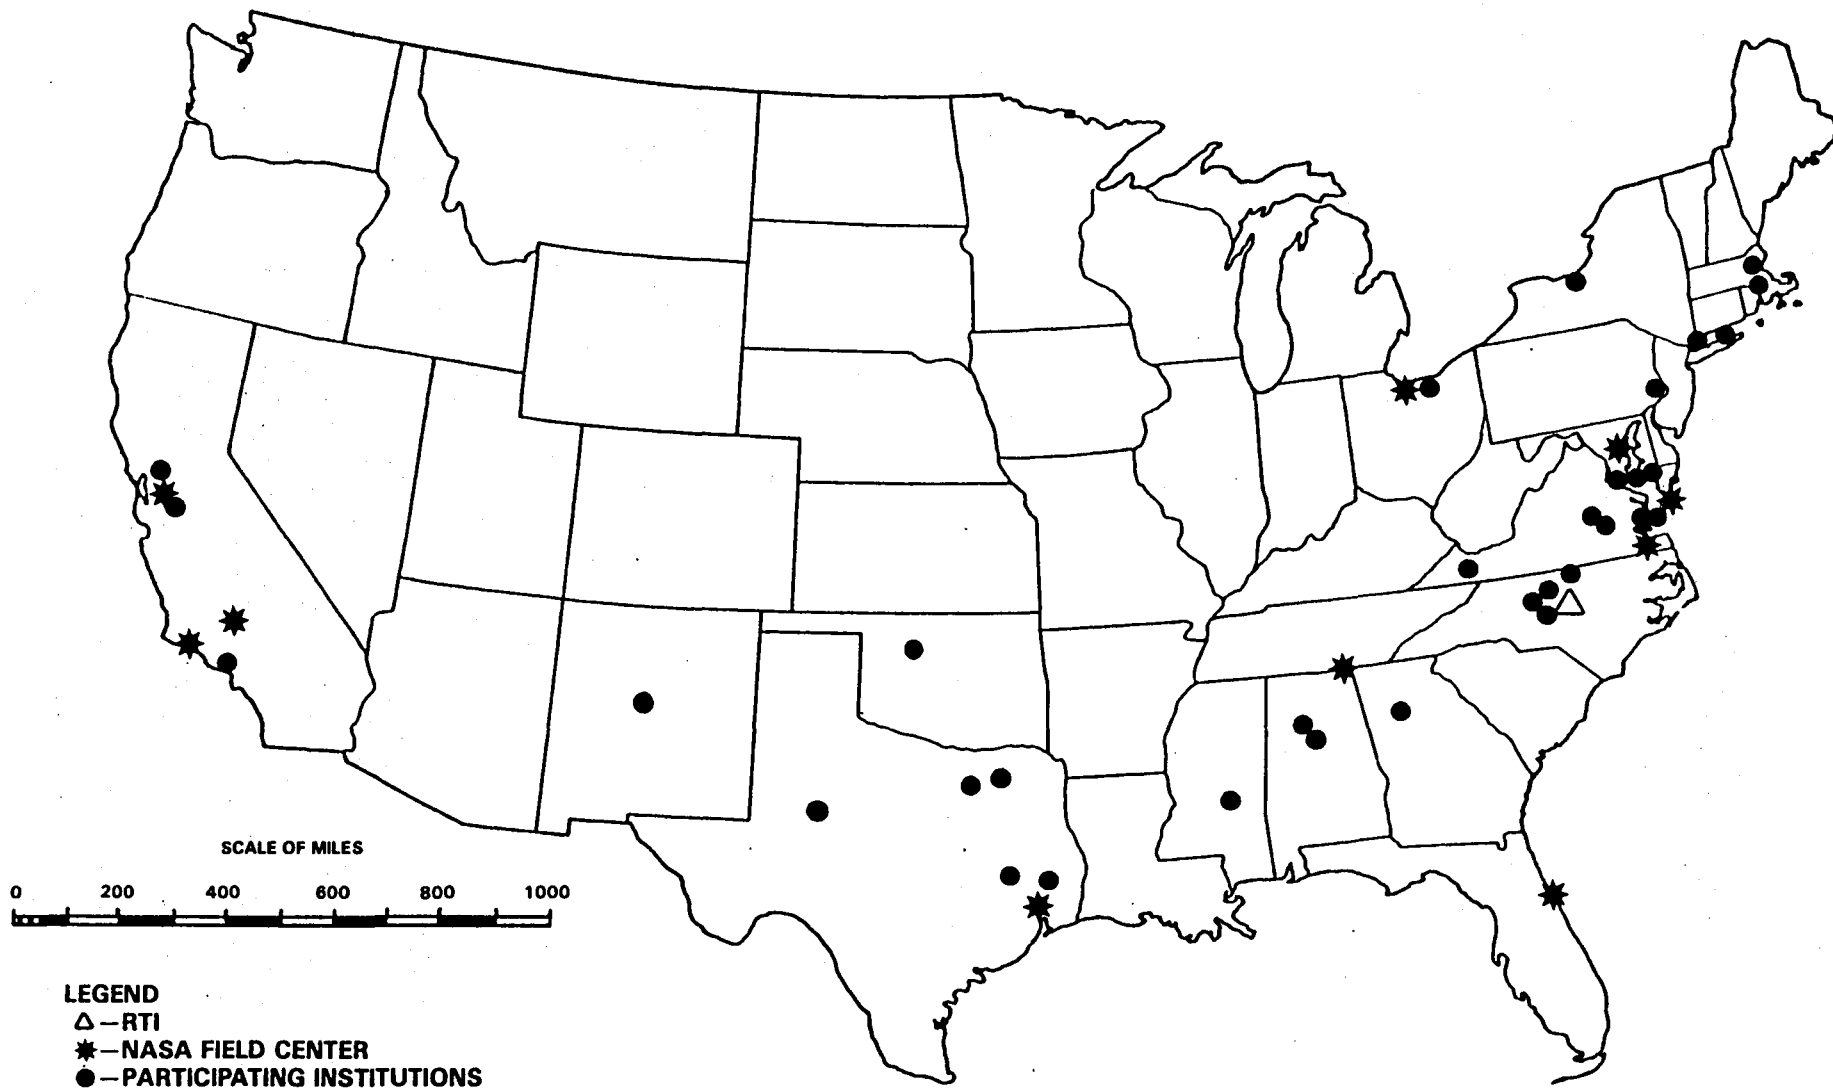 SCALE OF MILES
0 200 400 600 800 1000
LEGEND
△ – RTI
✷ – NASA FIELD CENTER
● – PARTICIPATING INSTITUTIONS